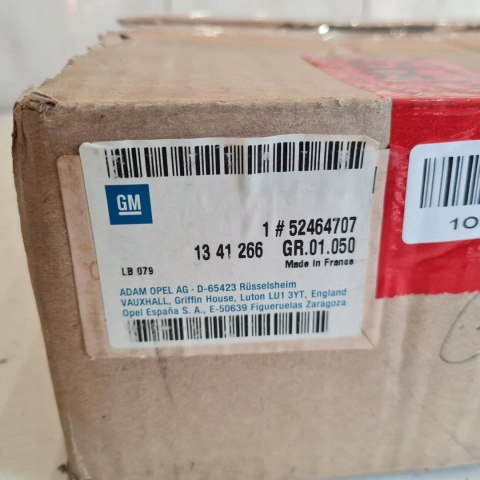 GM
1 # 52464707
13 41 266 GR.01.050
LB 079 Made in France
ADAM OPEL AG · D-65423 Rüsselsheim
VAUXHALL, Griffin House, Luton LU1 3YT, England
Opel España S. A., E-50639 Figueruelas Zaragoza
10